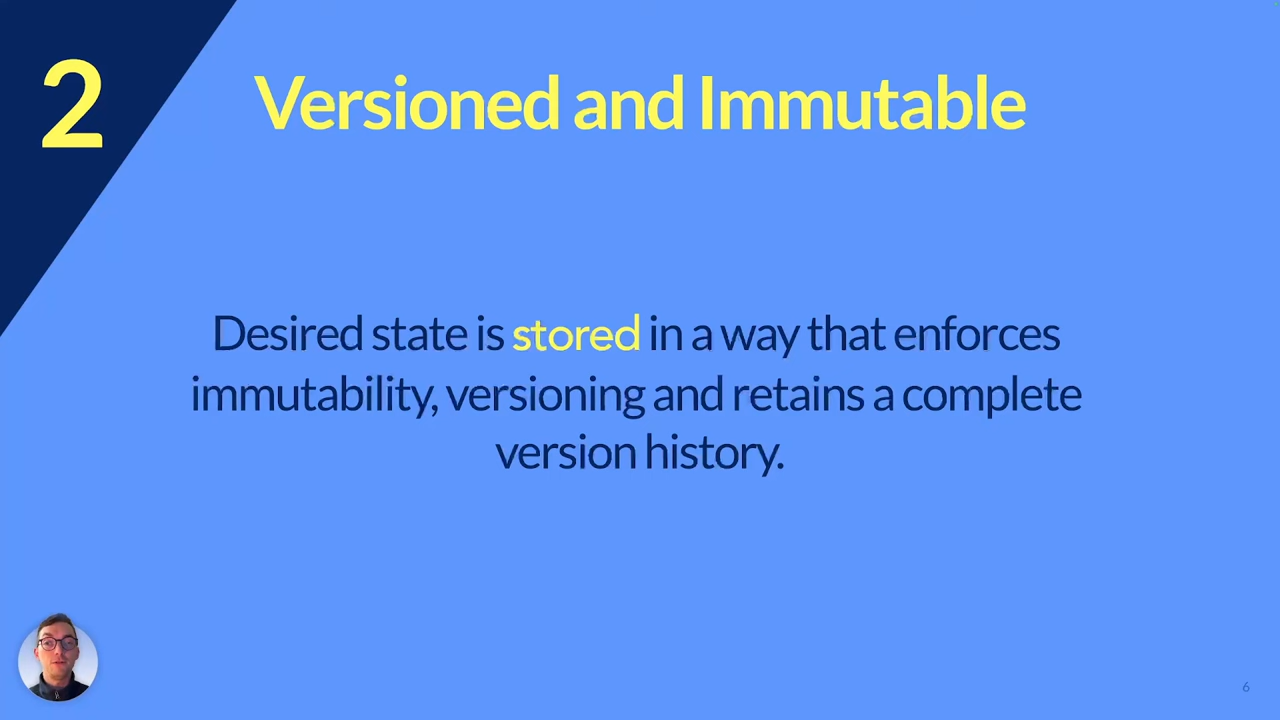 2
Versioned and Immutable
Desired state is stored in a way that enforces
immutability, versioning and retains a complete
version history.
6